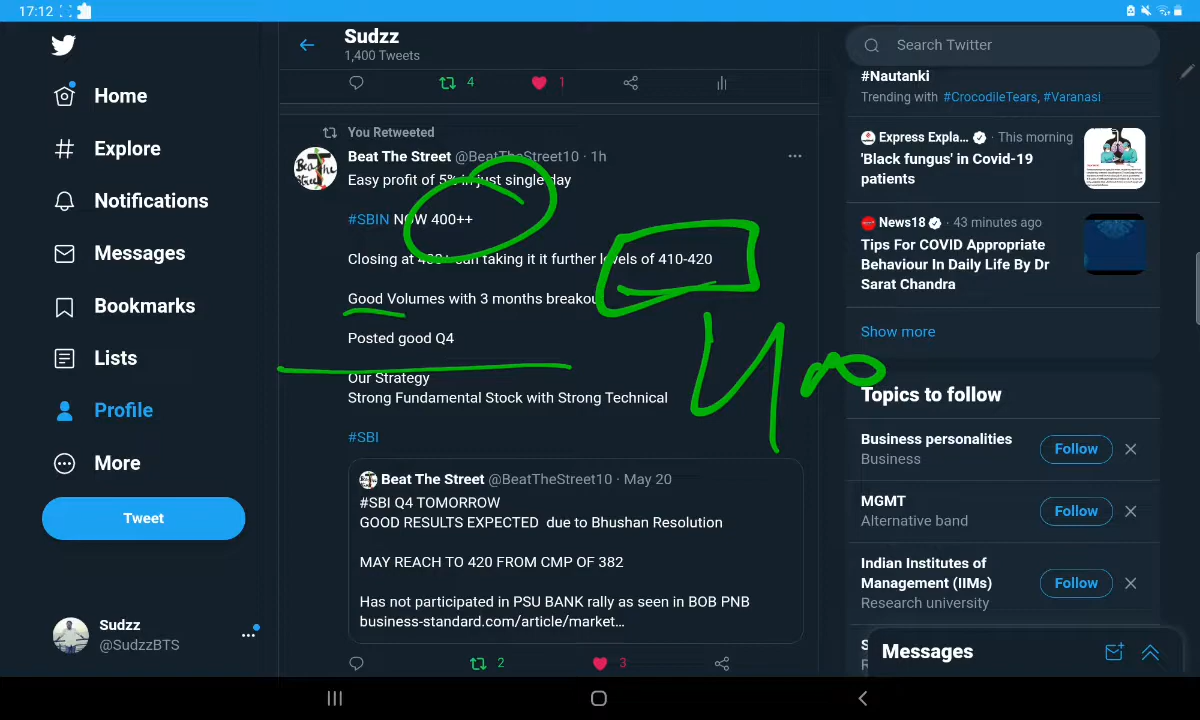 17:12
Home
Explore
Notifications
Messages
Bookmarks
Lists
Profile
More
Tweet
Sudzz
@SudzzBTS
Sudzz
1,400 Tweets
4
1
You Retweeted
Beat The Street @BeatTheStreet10 · 1h
Easy profit of 5% in just single day
#SBIN NOW 400++
Closing at 400+ can taking it it further levels of 410-420
Good Volumes with 3 months breakou
Posted good Q4
Our Strategy
Strong Fundamental Stock with Strong Technical
#SBI
Beat The Street @BeatTheStreet10 · May 20
#SBI Q4 TOMORROW
GOOD RESULTS EXPECTED due to Bhushan Resolution
MAY REACH TO 420 FROM CMP OF 382
Has not participated in PSU BANK rally as seen in BOB PNB
business-standard.com/article/market…
2
3
Search Twitter
#Nautanki
Trending with #CrocodileTears, #Varanasi
Express Expla... · This morning
'Black fungus' in Covid-19
patients
News18 · 43 minutes ago
Tips For COVID Appropriate
Behaviour In Daily Life By Dr
Sarat Chandra
Show more
Topics to follow
Business personalities
Business
Follow
MGMT
Alternative band
Follow
Indian Institutes of
Management (IIMs)
Research university
Follow
Messages